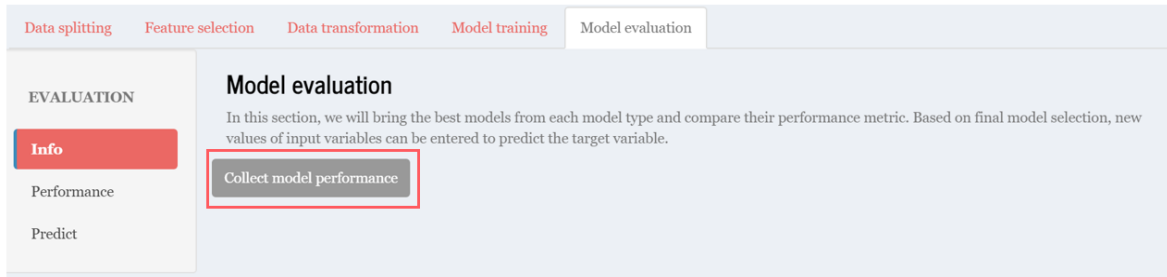 Data splitting Feature selection Data transformation Model training Model evaluation
EVALUATION
Info
Performance
Predict
Model evaluation
In this section, we will bring the best models from each model type and compare their performance metric. Based on final model selection, new
values of input variables can be entered to predict the target variable.
Collect model performance